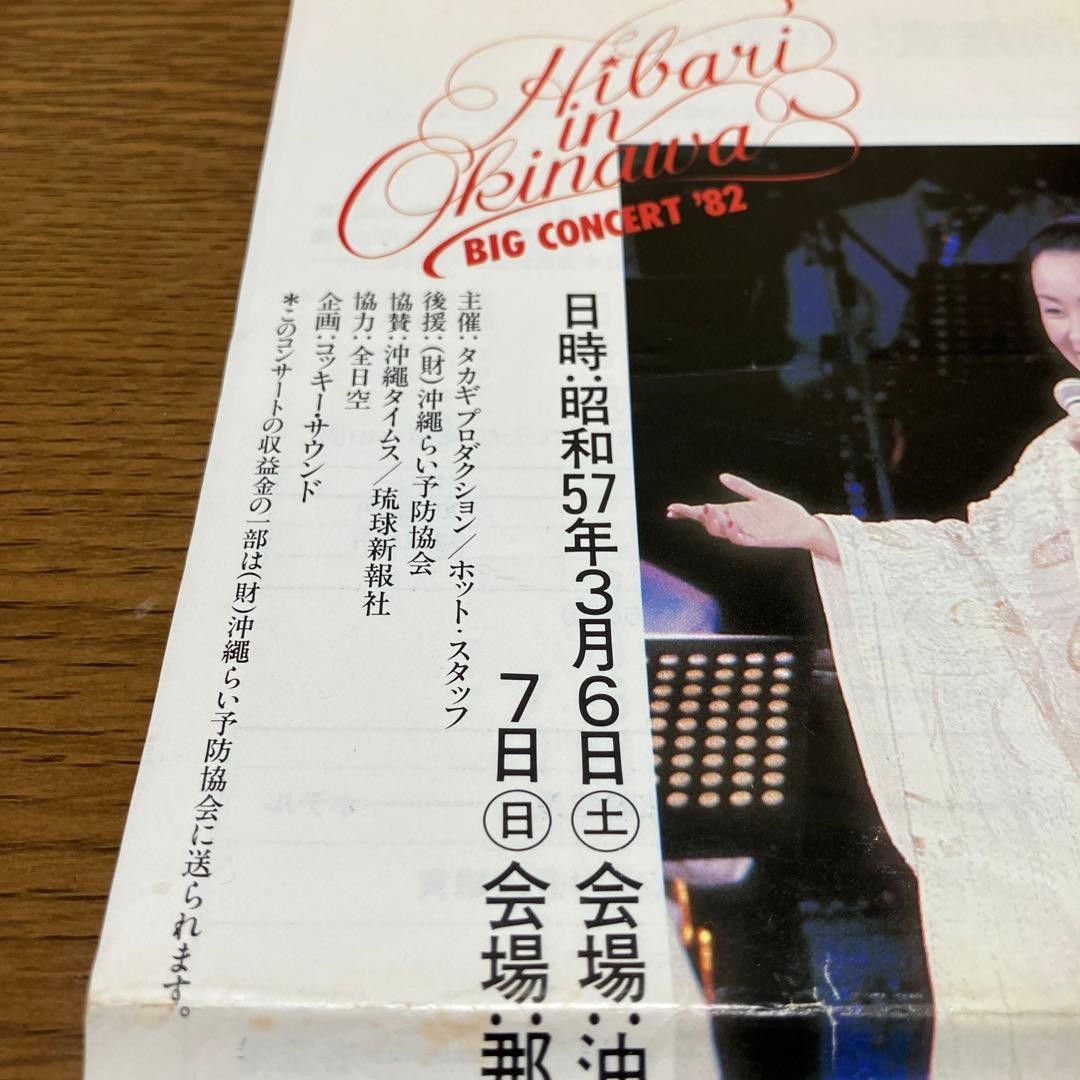 Hibari
in
Okinawa
BIG CONCERT '82
日時:昭和57年3月6日㊏会場:油
7日㊐会場:那
主催:タカギプロダクション/ホット・スタッフ
後援:(財)沖縄らい予防協会
協賛:沖縄タイムス/琉球新報社
協力:全日空
企画:コッキー・サウンド
*このコンサートの収益金の一部は(財)沖縄らい予防協会に送られます。